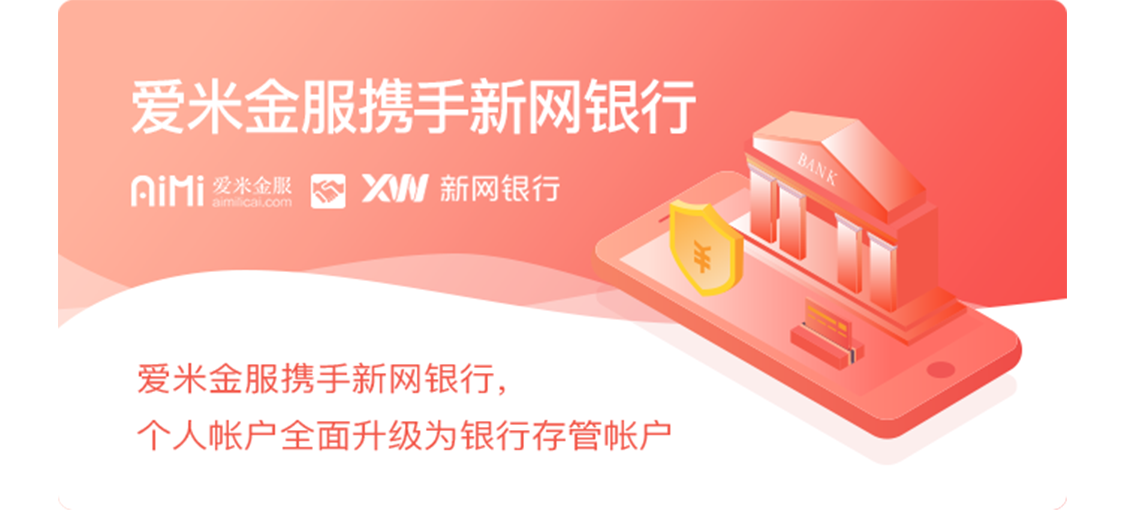 爱米金服携手新网银行
AiMi 爱米金服 XW 新网银行
aimilicai.com
BANK
¥
爱米金服携手新网银行,
个人帐户全面升级为银行存管帐户